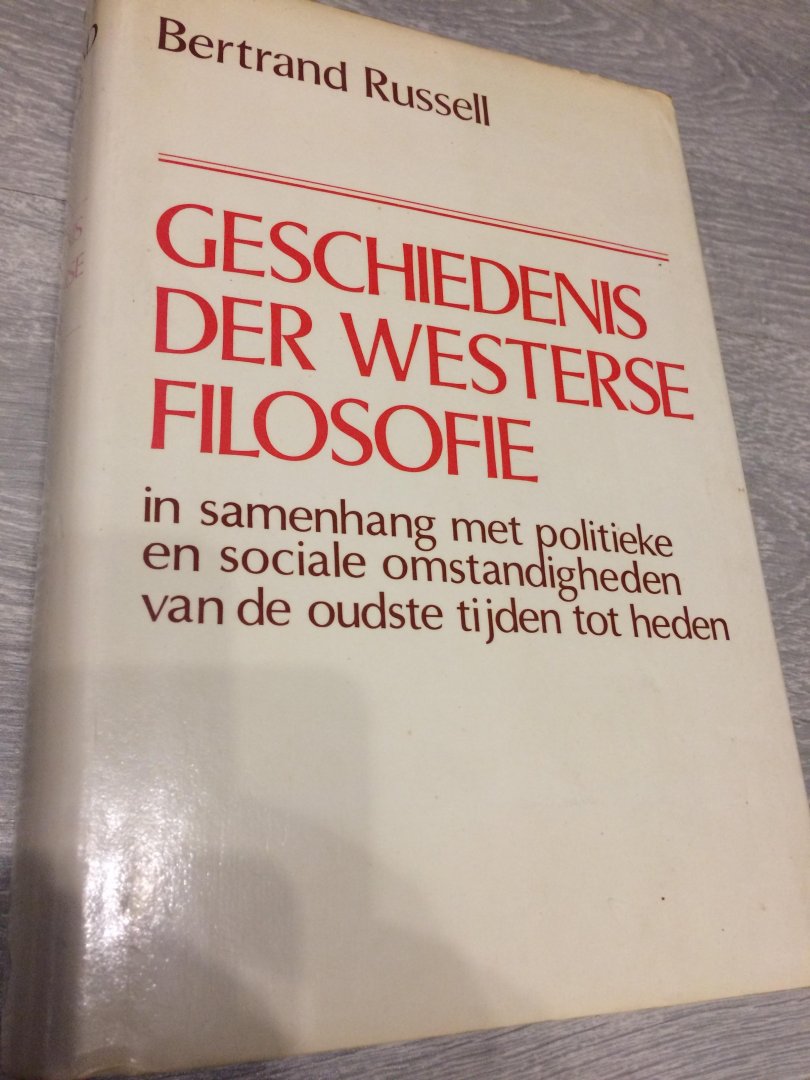 Bertrand Russell
GESCHIEDENIS
DER WESTERSE
FILOSOFIE
in samenhang met politieke
en sociale omstandigheden
van de oudste tijden tot heden